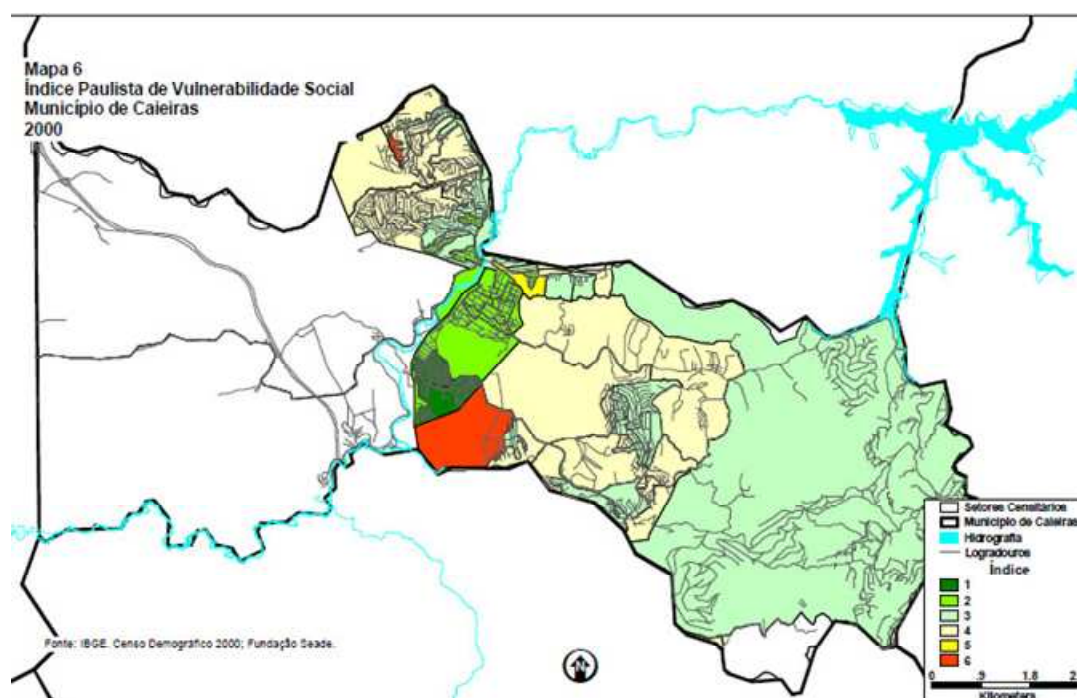 Mapa 6
Índice Paulista de Vulnerabilidade Social
Município de Caieiras
2000
Setores Censitários
Município de Caieiras
Hidrografia
Logradouros
Índice
1
2
3
4
5
6
Fonte: IBGE. Censo Demográfico 2000; Fundação Seade.
N
0 .9 1.8 2
Kilometers